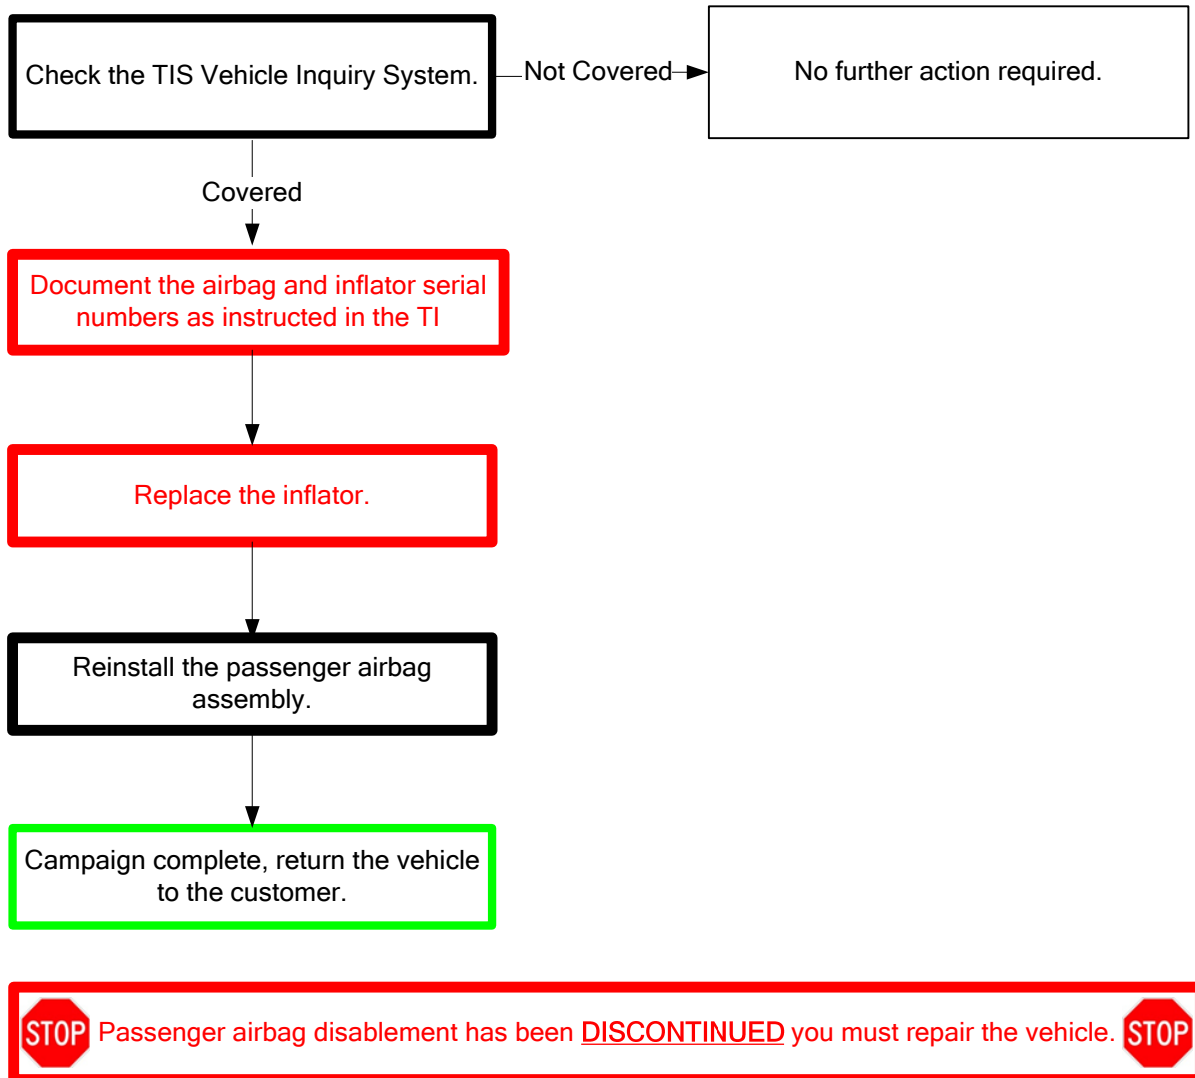 Check the TIS Vehicle Inquiry System.
Not Covered
No further action required.
Covered
Document the airbag and inflator serial
numbers as instructed in the TI
Replace the inflator.
Reinstall the passenger airbag
assembly.
Campaign complete, return the vehicle
to the customer.
STOP Passenger airbag disablement has been DISCONTINUED you must repair the vehicle. STOP